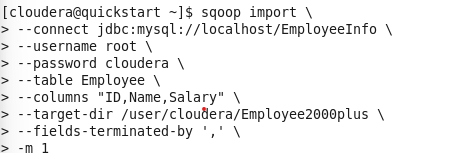 [cloudera@quickstart ~]$ sqoop import \
> --connect jdbc:mysql://localhost/EmployeeInfo \
> --username root \
> --password cloudera \
> --table Employee \
> --columns "ID,Name,Salary" \
> --target-dir /user/cloudera/Employee2000plus \
> --fields-terminated-by ',' \
> -m 1